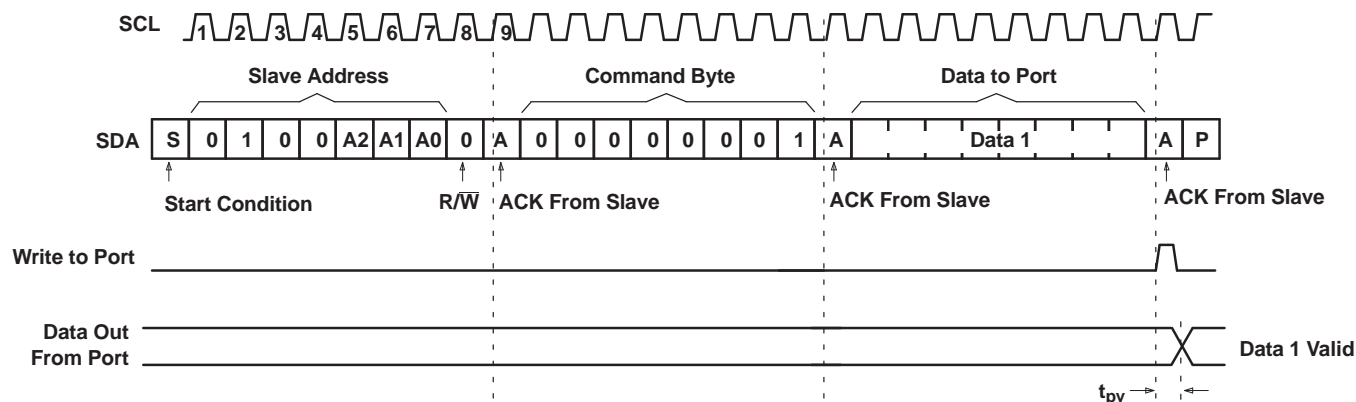 SCL 1 2 3 4 5 6 7 8 9
Slave Address Command Byte Data to Port
SDA S 0 1 0 0 A2 A1 A0 0 A 0 0 0 0 0 0 0 1 A Data 1 A P
Start Condition R/W ACK From Slave ACK From Slave ACK From Slave
Write to Port
Data Out
From Port
Data 1 Valid
tpv